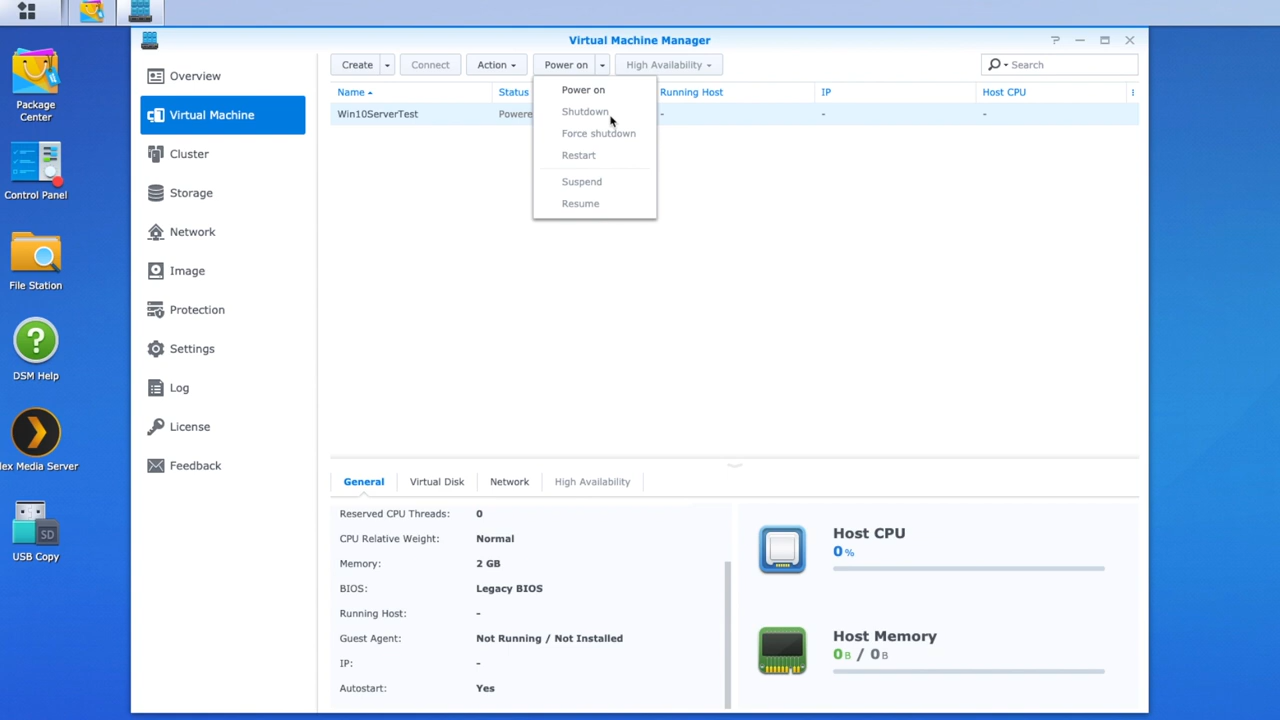 Virtual Machine Manager
Package
Center
Control Panel
File Station
DSM Help
lex Media Server
SD
USB Copy
Overview
Virtual Machine
Cluster
Storage
Network
Image
Protection
Settings
Log
License
Feedback
Create Connect Action Power on High Availability Search
Name Status Running Host IP Host CPU
Win10ServerTest Powere - - -
Power on
Shutdown
Force shutdown
Restart
Suspend
Resume
General Virtual Disk Network High Availability
Reserved CPU Threads: 0
CPU Relative Weight: Normal
Memory: 2 GB
BIOS: Legacy BIOS
Running Host: -
Guest Agent: Not Running / Not Installed
IP: -
Autostart: Yes
Host CPU
0 %
Host Memory
0 B / 0 B